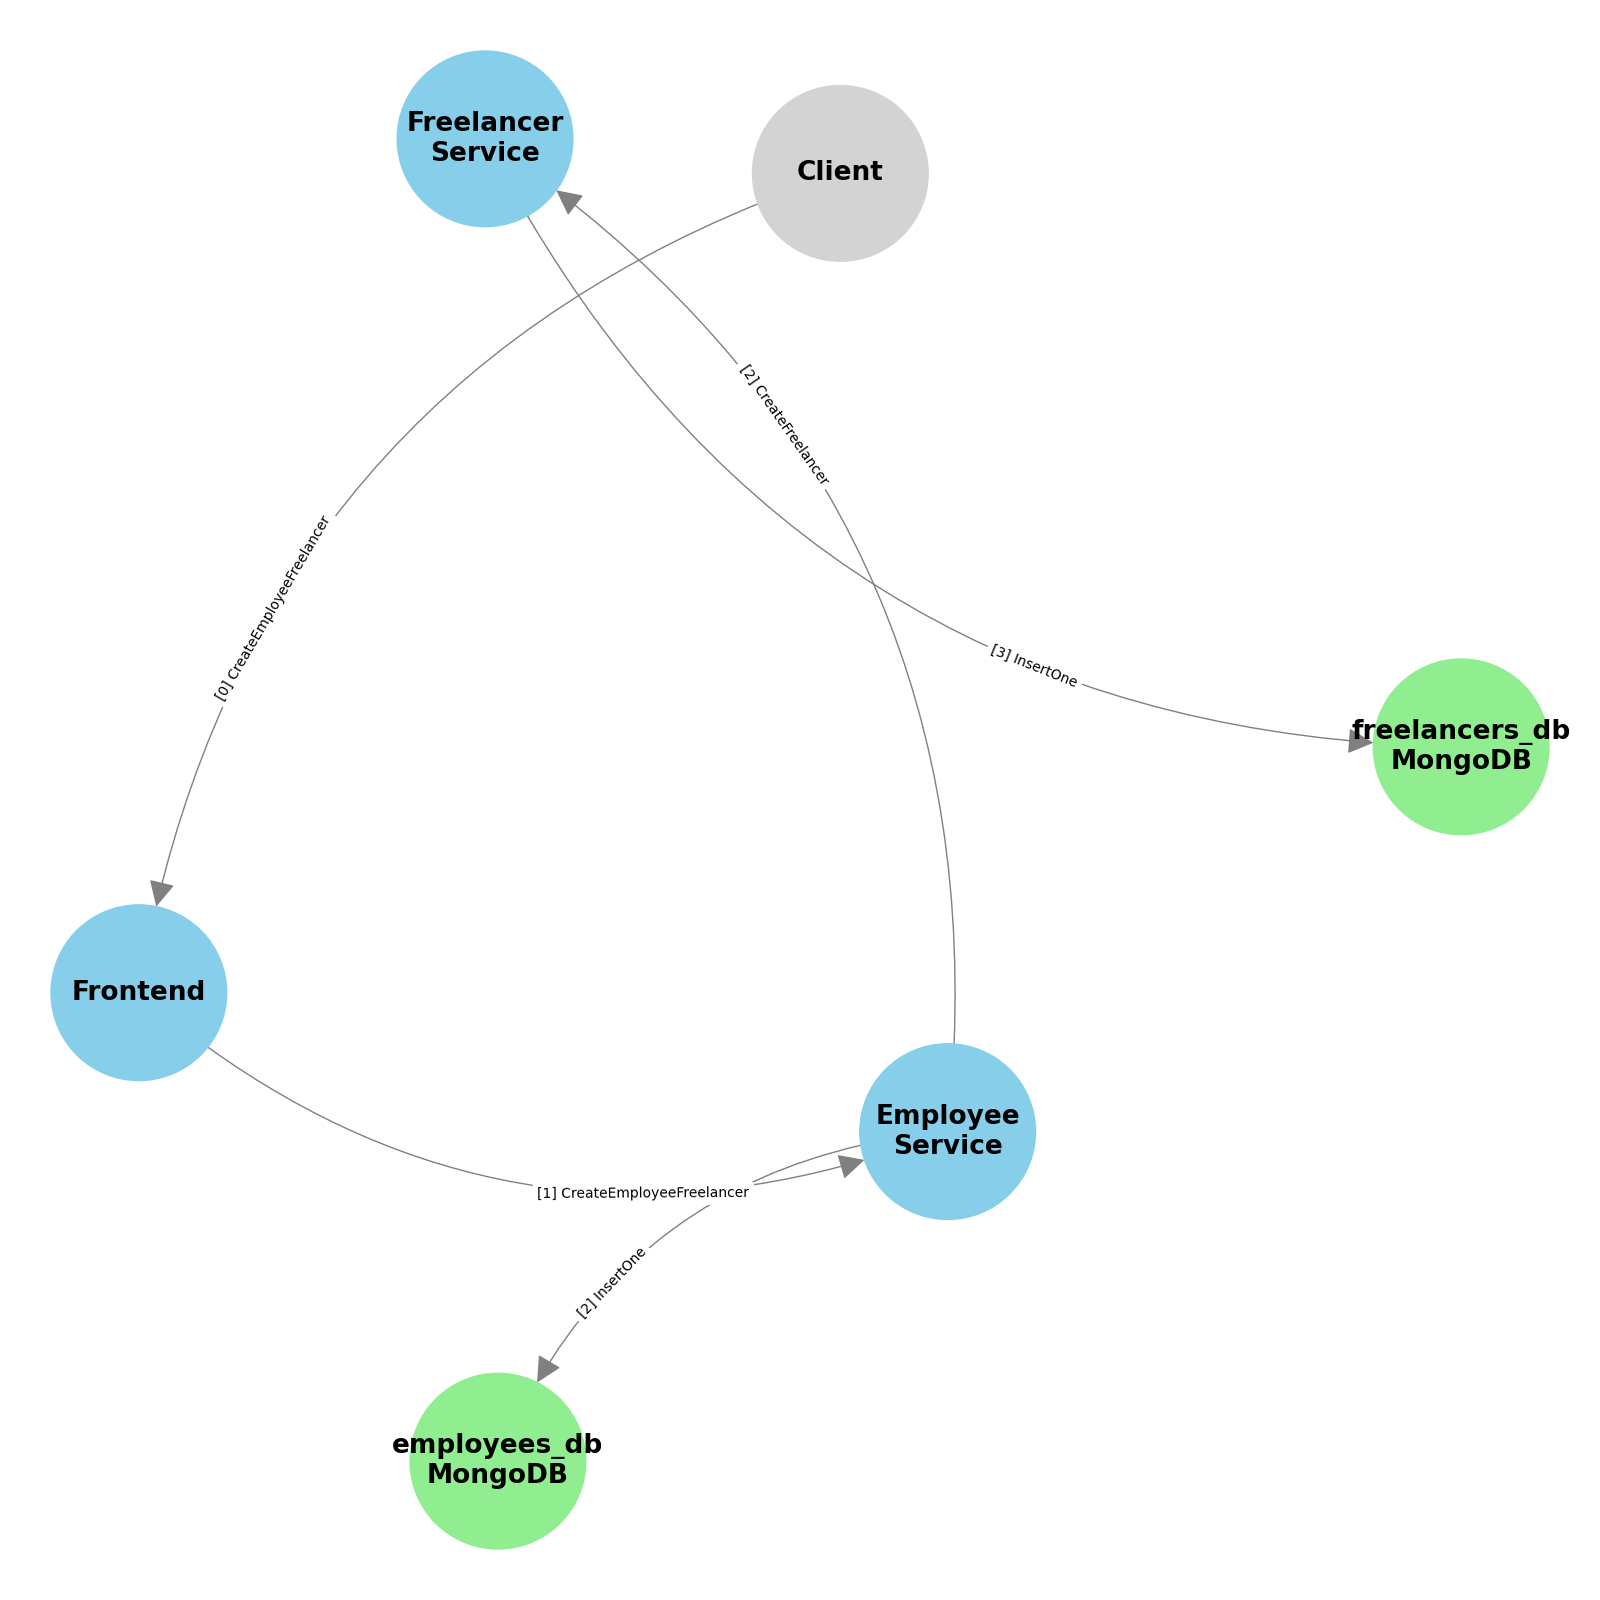 Freelancer
Service
Client
[2] CreateFreelancer
[0] CreateEmployeeFreelancer
[3] InsertOne
freelancers_db
MongoDB
Frontend
Employee
Service
[1] CreateEmployeeFreelancer
[2] InsertOne
employees_db
MongoDB